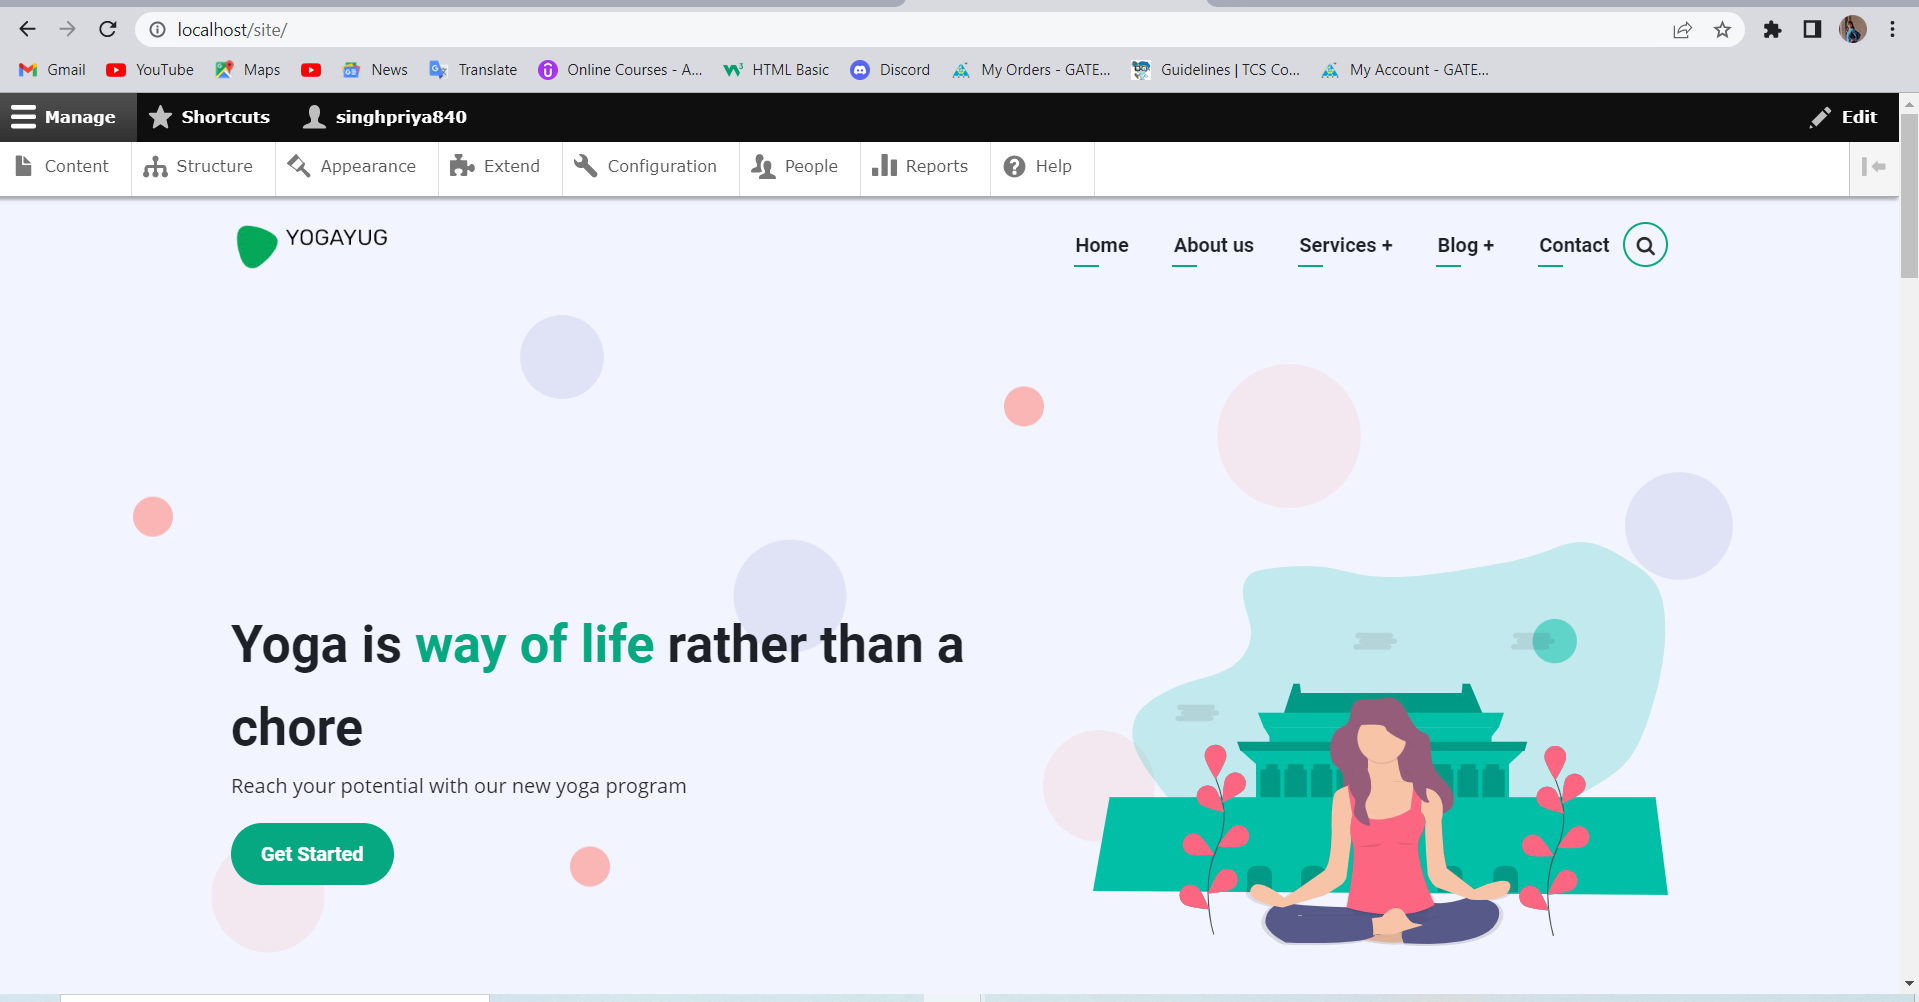 localhost/site/
Gmail YouTube Maps News Translate Online Courses - A... HTML Basic Discord My Orders - GATE... Guidelines | TCS Co... My Account - GATE...
Manage Shortcuts singhpriya840 Edit
Content Structure Appearance Extend Configuration People Reports Help
YOGAYUG Home About us Services + Blog + Contact
Yoga is way of life rather than a
chore
Reach your potential with our new yoga program
Get Started